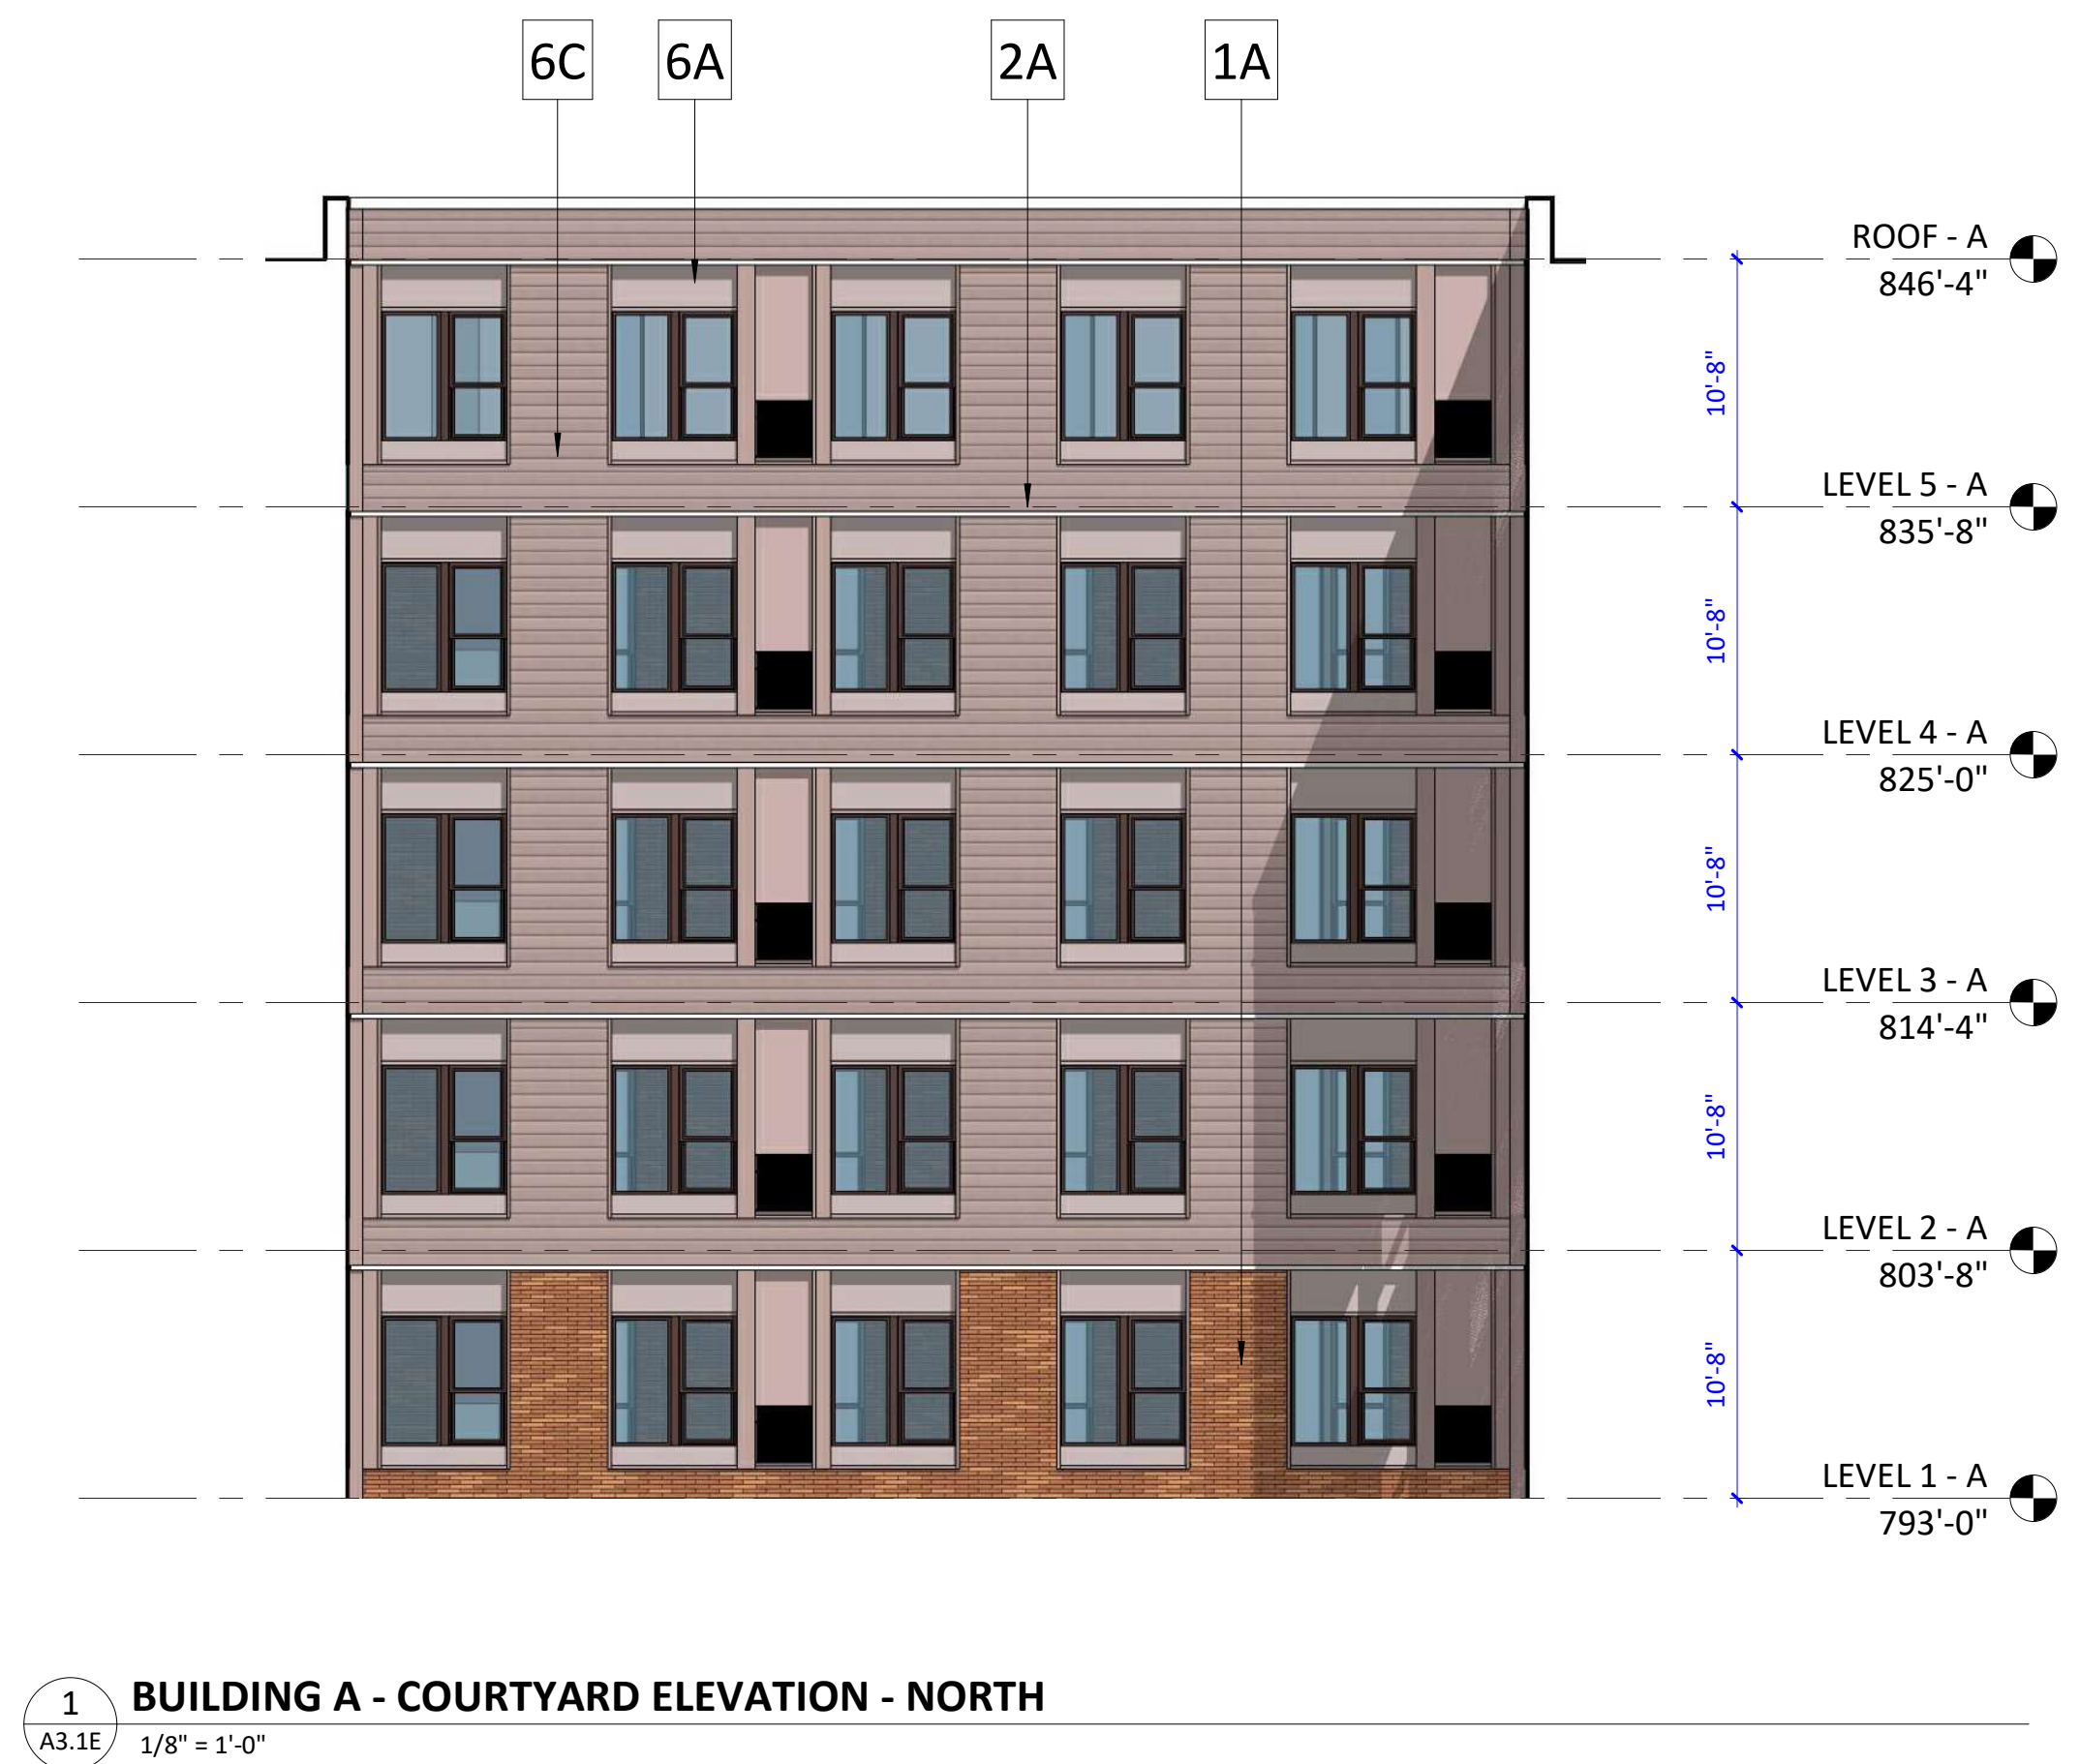 6C
6A
2A
1A
ROOF - A
846'-4"
10'-8"
LEVEL 5 - A
835'-8"
10'-8"
LEVEL 4 - A
825'-0"
10'-8"
LEVEL 3 - A
814'-4"
10'-8"
LEVEL 2 - A
803'-8"
10'-8"
LEVEL 1 - A
793'-0"
1
BUILDING A - COURTYARD ELEVATION - NORTH
A3.1E
1/8" = 1'-0"